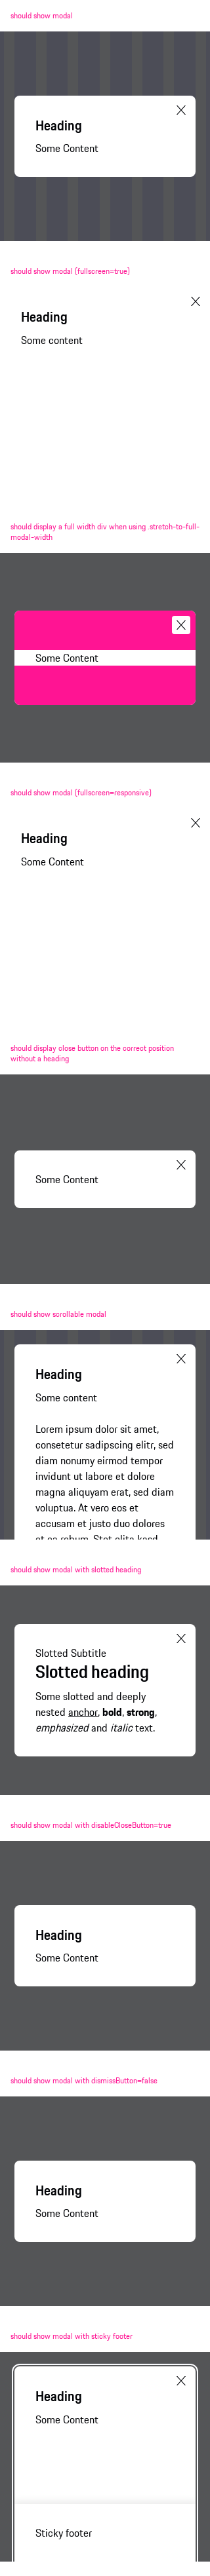 should show modal
Heading
Some Content
should show modal (fullscreen=true)
Heading
Some content
should display a full width div when using .stretch-to-full-
modal-width
Some Content
should show modal (fullscreen=responsive)
Heading
Some Content
should display close button on the correct position
without a heading
Some Content
should show scrollable modal
Heading
Some content
Lorem ipsum dolor sit amet,
consetetur sadipscing elitr, sed
diam nonumy eirmod tempor
invidunt ut labore et dolore
magna aliquyam erat, sed diam
voluptua. At vero eos et
accusam et justo duo dolores
et ea rebum. Stet clita kasd
should show modal with slotted heading
Slotted Subtitle
Slotted heading
Some slotted and deeply
nested anchor, bold, strong,
emphasized and italic text.
should show modal with disableCloseButton=true
Heading
Some Content
should show modal with dismissButton=false
Heading
Some Content
should show modal with sticky footer
Heading
Some Content
Sticky footer